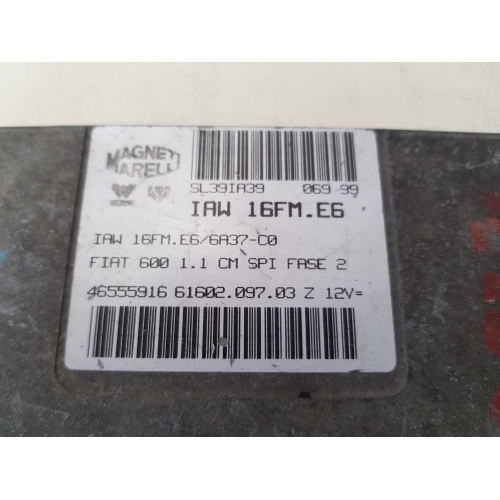 MAGNETI
MARELLI
SL39IA39 069 99
IAW 16FM.E6
IAW 16FM.E6/6A37-C0
FIAT 600 1.1 CM SPI FASE 2
46555916 61602.097.03 Z 12V=